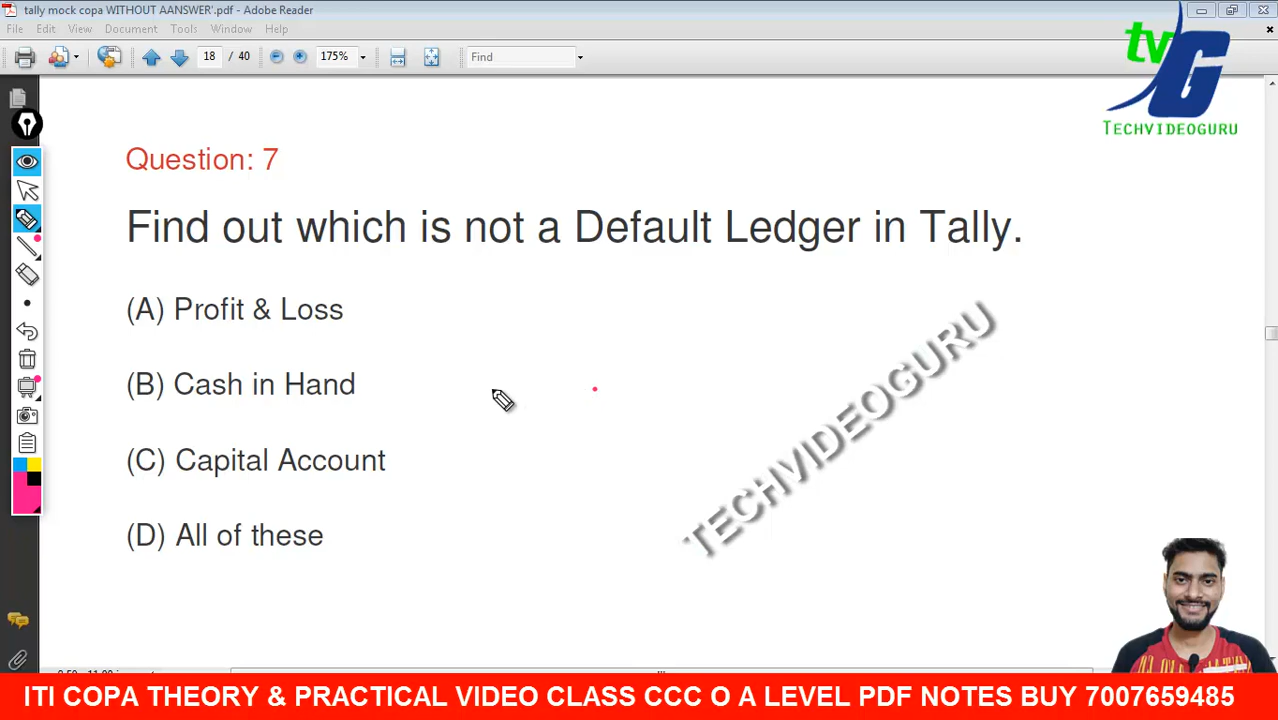 tally mock copa WITHOUT AANSWER'.pdf - Adobe Reader
File Edit View Document Tools Window Help
18 / 40 175% Find
tv G
TECHVIDEOGURU
Question: 7
Find out which is not a Default Ledger in Tally.
(A) Profit & Loss
(B) Cash in Hand
(C) Capital Account
(D) All of these
TECHVIDEOGURU
ITI COPA THEORY & PRACTICAL VIDEO CLASS CCC O A LEVEL PDF NOTES BUY 7007659485